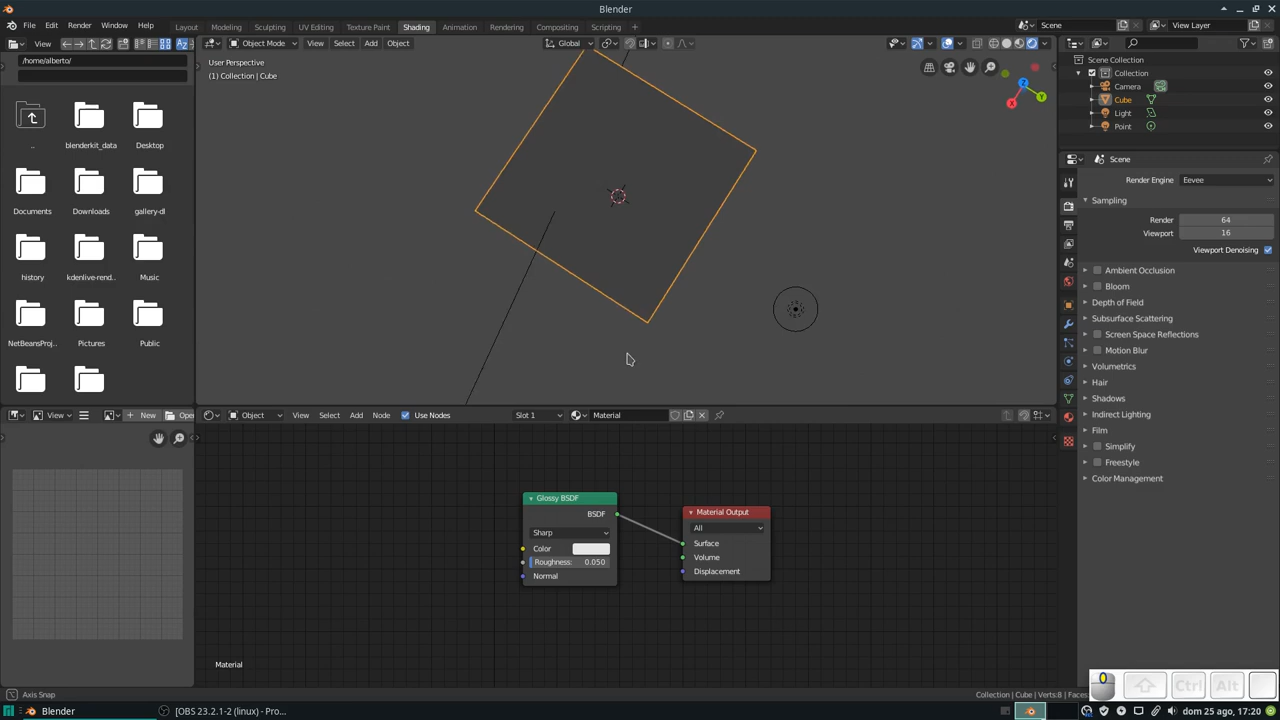 Blender
File Edit Render Window Help
Layout Modeling Sculpting UV Editing Texture Paint Shading Animation Rendering Compositing Scripting
Scene
View Layer
View
Object Mode View Select Add Object
Global
/home/alberto/
User Perspective
(1) Collection | Cube
Scene Collection
Collection
Camera
Cube
Light
Point
..
blenderkit_data
Desktop
Documents
Downloads
gallery-dl
history
kdenlive-rend...
Music
NetBeansProj...
Pictures
Public
Scene
Render Engine Eevee
Sampling
Render 64
Viewport 16
Viewport Denoising
Ambient Occlusion
Bloom
Depth of Field
Subsurface Scattering
Screen Space Reflections
Motion Blur
Volumetrics
Hair
Shadows
Indirect Lighting
Film
Simplify
Freestyle
Color Management
View New Open
Object View Select Add Node Use Nodes Slot 1 Material
Glossy BSDF
BSDF
Sharp
Color
Roughness: 0.050
Normal
Material Output
All
Surface
Volume
Displacement
Material
Ctrl Alt
Axis Snap
Collection | Cube | Verts:8 | Faces
Blender
[OBS 23.2.1-2 (linux) - Pro...
dom 25 ago, 17:20